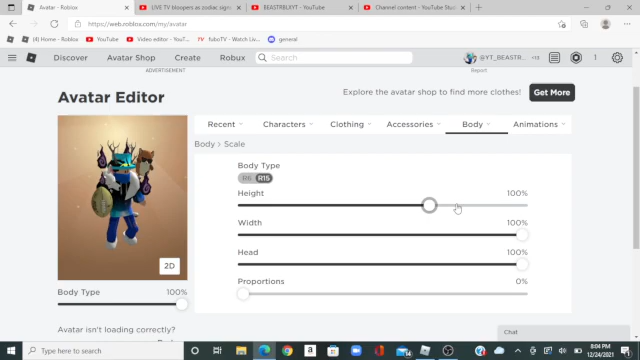 Avatar - Roblox
LIVE TV bloopers as zodiac sign
BEASTRBLXYT - YouTube
Channel content - YouTube Stud
https://web.roblox.com/my/avatar
(4) Home - Roblox
YouTube
Video editor - YouT...
fuboTV - Watch Liv...
general
Discover
Avatar Shop
Create
Robux
Search
@YT_BEASTR...
13+
1
ADVERTISEMENT
Report
Avatar Editor
Explore the avatar shop to find more clothes!
Get More
Recent
Characters
Clothing
Accessories
Body
Animations
Body > Scale
Body Type
R6 R15
Height 100%
Width 100%
Head 100%
Proportions 0%
2D
Body Type 100%
Avatar isn't loading correctly?
Chat
Type here to search
14
8:04 PM
12/24/2021